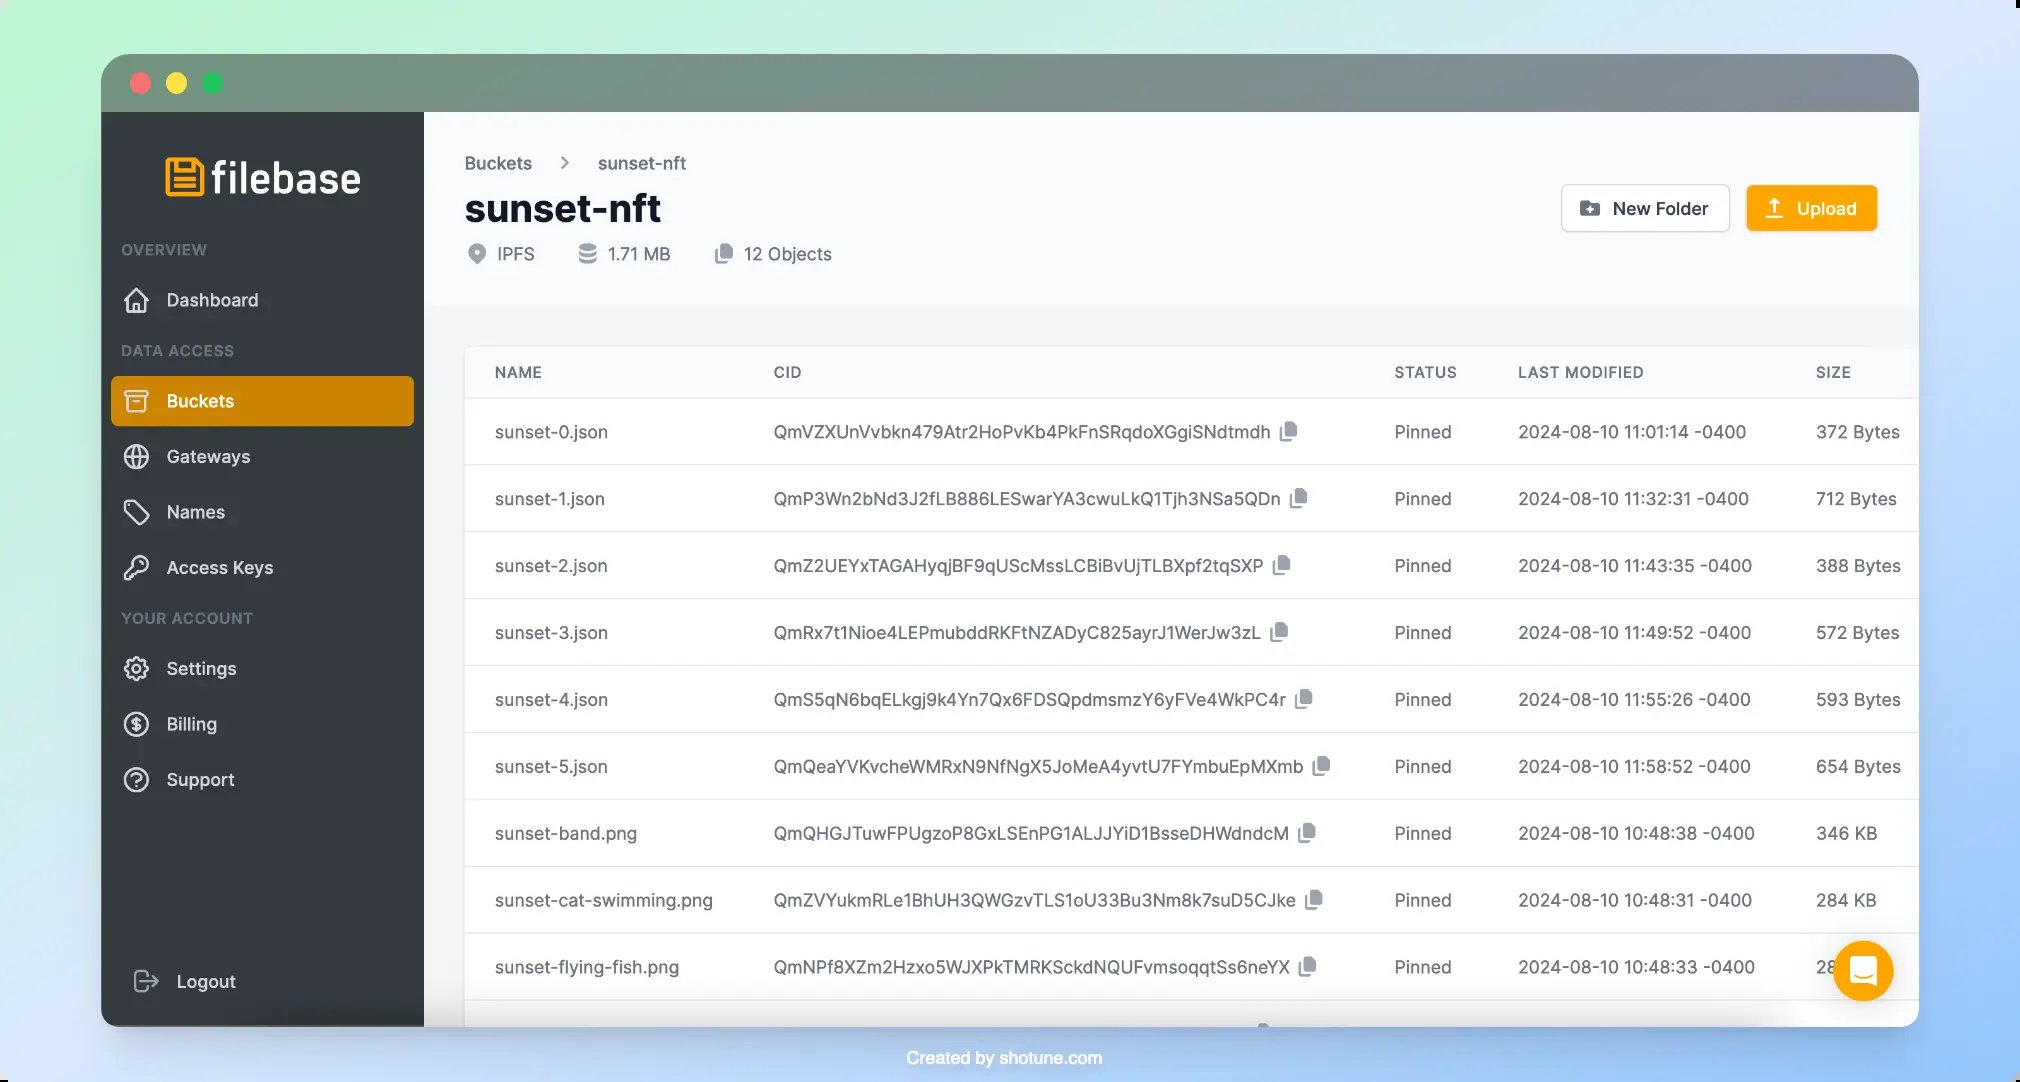 filebase
OVERVIEW
Dashboard
DATA ACCESS
Buckets
Gateways
Names
Access Keys
YOUR ACCOUNT
Settings
Billing
Support
Logout
Buckets > sunset-nft
sunset-nft
IPFS 1.71 MB 12 Objects
New Folder Upload
NAME CID STATUS LAST MODIFIED SIZE
sunset-0.json QmVZXUnVvbkn479Atr2HoPvKb4PkFnSRqdoXGgiSNdtmdh Pinned 2024-08-10 11:01:14 -0400 372 Bytes
sunset-1.json QmP3Wn2bNd3J2fLB886LESwarYA3cwuLkQ1Tjh3NSa5QDn Pinned 2024-08-10 11:32:31 -0400 712 Bytes
sunset-2.json QmZ2UEYxTAGAHyqjBF9qUScMssLCBiBvUjTLBXpf2tqSXP Pinned 2024-08-10 11:43:35 -0400 388 Bytes
sunset-3.json QmRx7t1Nioe4LEPmubddRKFtNZADyC825ayrJ1WerJw3zL Pinned 2024-08-10 11:49:52 -0400 572 Bytes
sunset-4.json QmS5qN6bqELkgj9k4Yn7Qx6FDSQpdmsmzY6yFVe4WkPC4r Pinned 2024-08-10 11:55:26 -0400 593 Bytes
sunset-5.json QmQeaYVKvcheWMRxN9NfNgX5JoMeA4yvtU7FYmbuEpMXmb Pinned 2024-08-10 11:58:52 -0400 654 Bytes
sunset-band.png QmQHGJTuwFPUgzoP8GxLSEnPG1ALJJYiD1BsseDHWdndcM Pinned 2024-08-10 10:48:38 -0400 346 KB
sunset-cat-swimming.png QmZVYukmRLe1BhUH3QWGzvTLS1oU33Bu3Nm8k7suD5CJke Pinned 2024-08-10 10:48:31 -0400 284 KB
sunset-flying-fish.png QmNPf8XZm2Hzxo5WJXPkTMRKSckdNQUFvmsoqqtSs6neYX Pinned 2024-08-10 10:48:33 -0400
Created by shotune.com